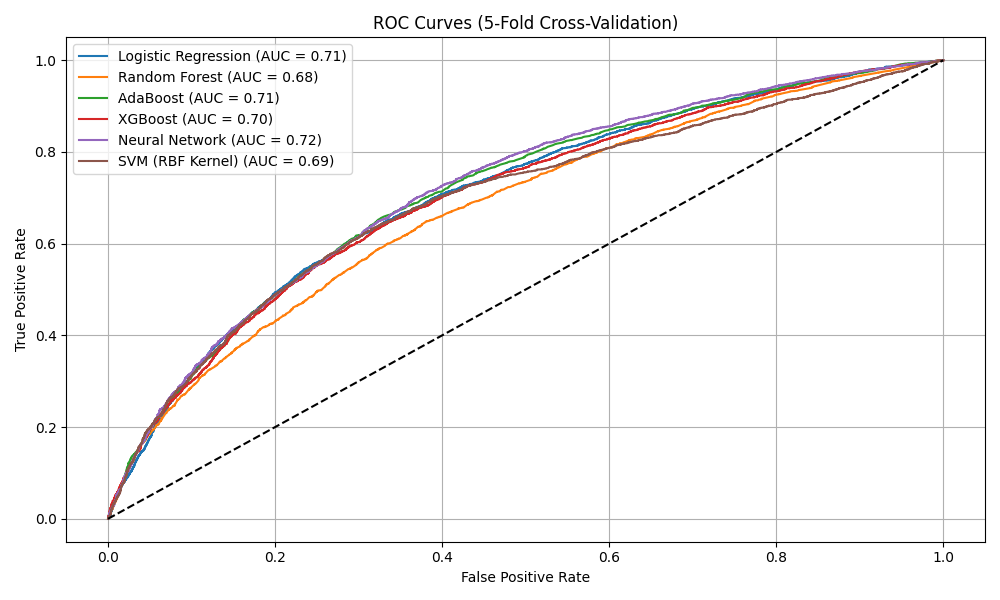 ROC Curves (5-Fold Cross-Validation)
Logistic Regression (AUC = 0.71)
Random Forest (AUC = 0.68)
AdaBoost (AUC = 0.71)
XGBoost (AUC = 0.70)
Neural Network (AUC = 0.72)
SVM (RBF Kernel) (AUC = 0.69)
True Positive Rate
1.0
0.8
0.6
0.4
0.2
0.0
0.0 0.2 0.4 0.6 0.8 1.0
False Positive Rate